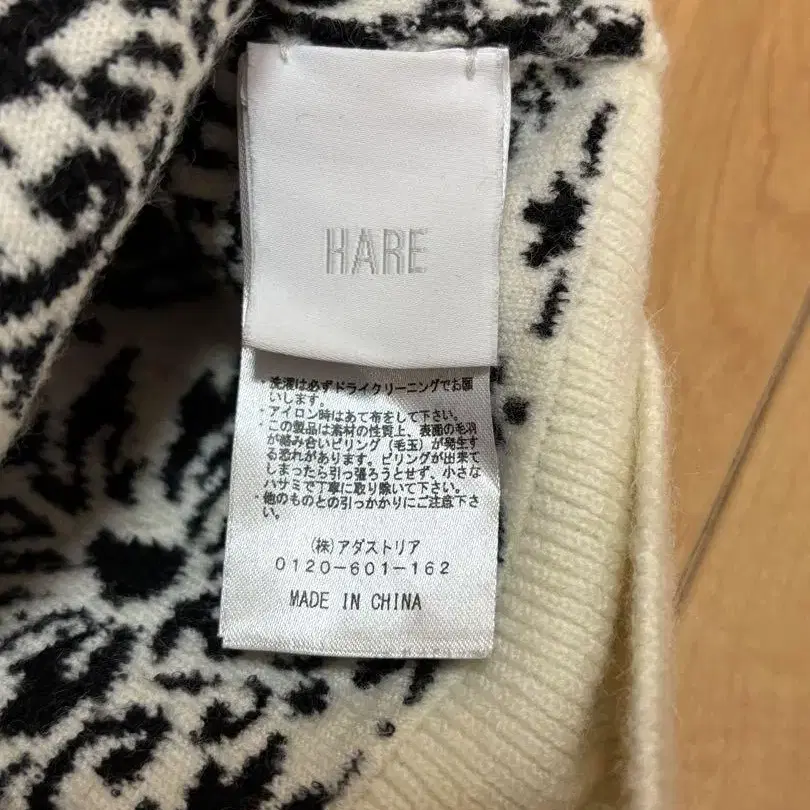 HARE
・洗濯は必ずドライクリーニングでお願
いします。
・アイロン時はあて布をして下さい。
・この製品は素材の性質上、表面の毛羽
が絡み合いピリング（毛玉）が発生す
る恐れがあります。ピリングが出来て
しまったら引っ張ろうとせず、小さな
ハサミで丁寧に取り除いて下さい。
・他のものとの引っかかりにご注意下さ
い。
（株）アダストリア
0120-601-162
MADE IN CHINA